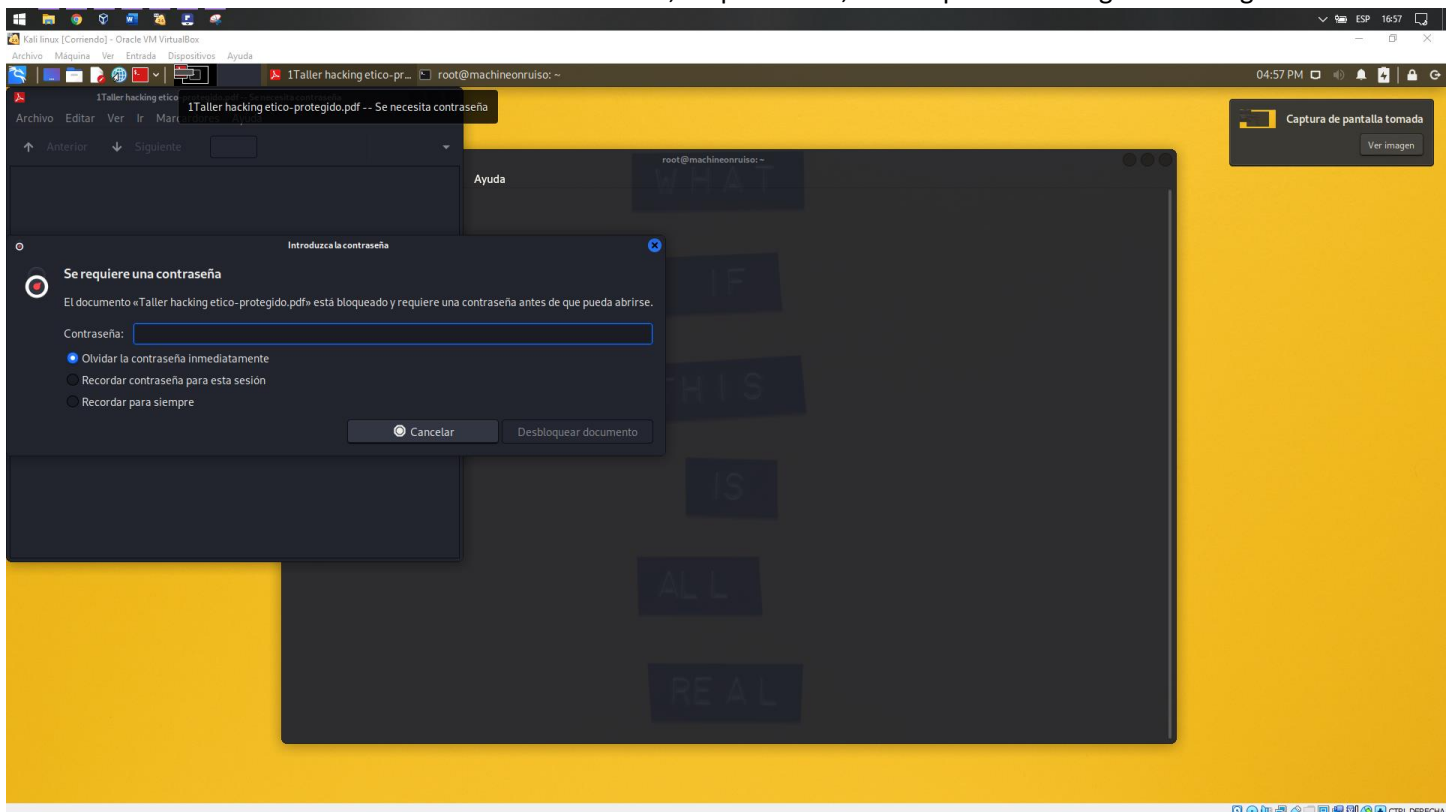 ESP 16:57
Kali linux [Corriendo] - Oracle VM VirtualBox
Archivo Máquina Ver Entrada Dispositivos Ayuda
1Taller hacking etico-pr... root@machineonruiso: ~ 04:57 PM
1Taller hacking etico
1Taller hacking etico-protegido.pdf -- Se necesita contraseña
Archivo Editar Ver Ir
Anterior Siguiente
Captura de pantalla tomada
Ver imagen
root@machineonruiso: ~
Ayuda
WHAT
IF
THIS
IS
ALL
REAL
Introduzca la contraseña
Se requiere una contraseña
El documento «Taller hacking etico-protegido.pdf» está bloqueado y requiere una contraseña antes de que pueda abrirse.
Contraseña:
Olvidar la contraseña inmediatamente
Recordar contraseña para esta sesión
Recordar para siempre
Cancelar Desbloquear documento
CTRL DERECHA